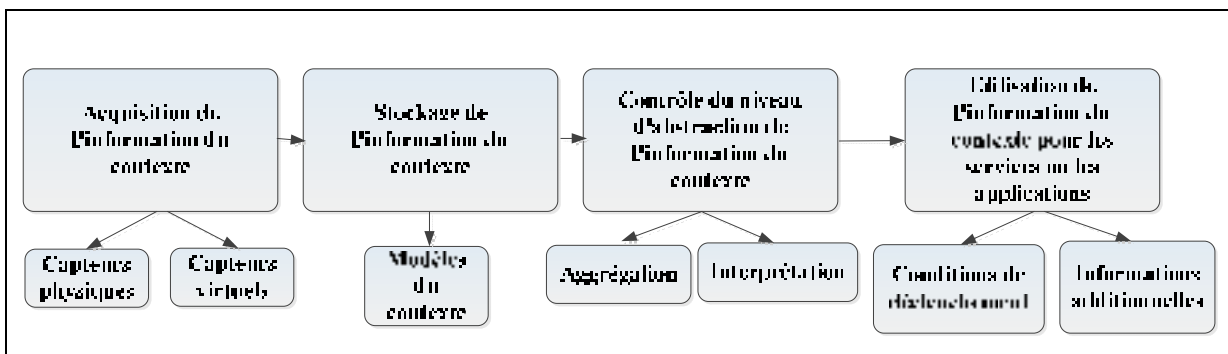 Acquisition de
l'information du
contexte
Stockage de
l'information du
contexte
Contrôle du niveau
d'abstraction de
l'information du
contexte
Utilisation de
l'information du
contexte pour les
services ou les
applications
Capteurs
physiques
Capteurs
virtuels
Modèles
du
contexte
Aggrégation
Interprétation
Conditions de
déclenchement
Informations
additionnelles